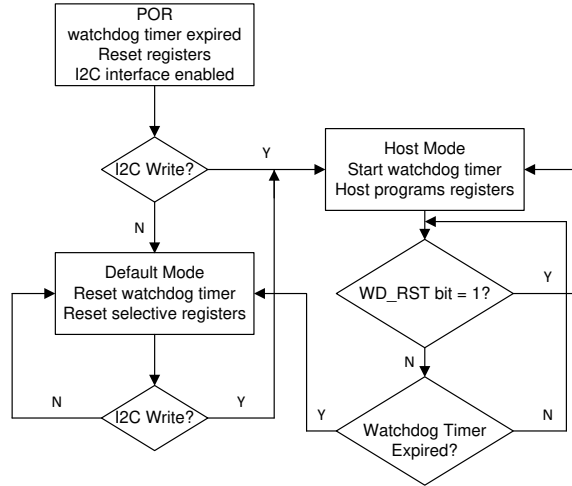 POR
watchdog timer expired
Reset registers
I2C interface enabled
I2C Write?
Y
N
Host Mode
Start watchdog timer
Host programs registers
Default Mode
Reset watchdog timer
Reset selective registers
WD_RST bit = 1?
Y
N
I2C Write?
N
Y
Watchdog Timer
Expired?
Y
N